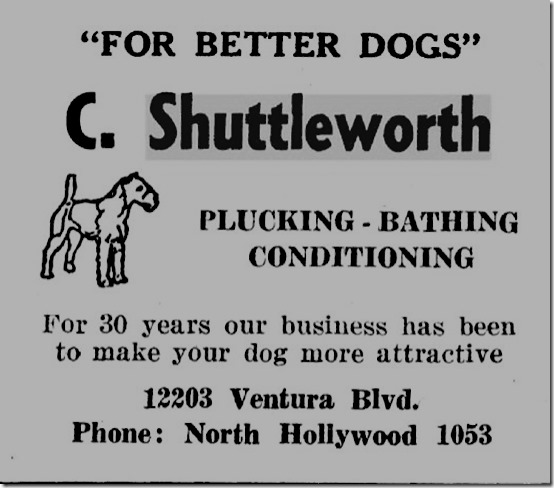 "FOR BETTER DOGS"
C. Shuttleworth
PLUCKING - BATHING
CONDITIONING
For 30 years our business has been
to make your dog more attractive
12203 Ventura Blvd.
Phone: North Hollywood 1053